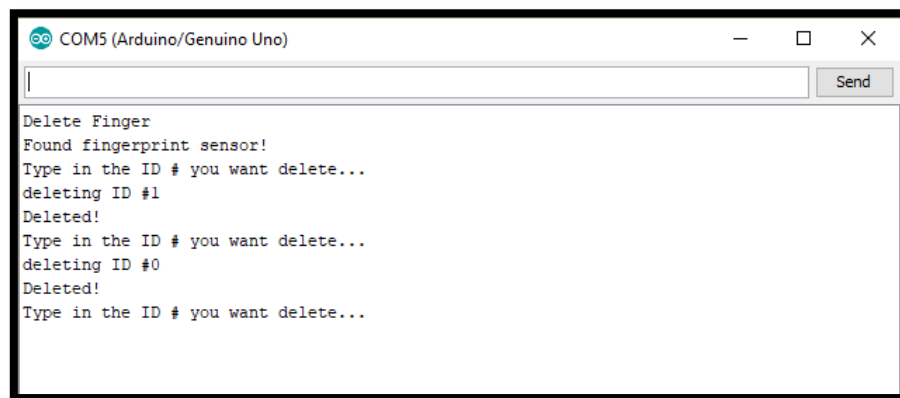 COM5 (Arduino/Genuino Uno)
Send
Delete Finger
Found fingerprint sensor!
Type in the ID # you want delete...
deleting ID #1
Deleted!
Type in the ID # you want delete...
deleting ID #0
Deleted!
Type in the ID # you want delete...